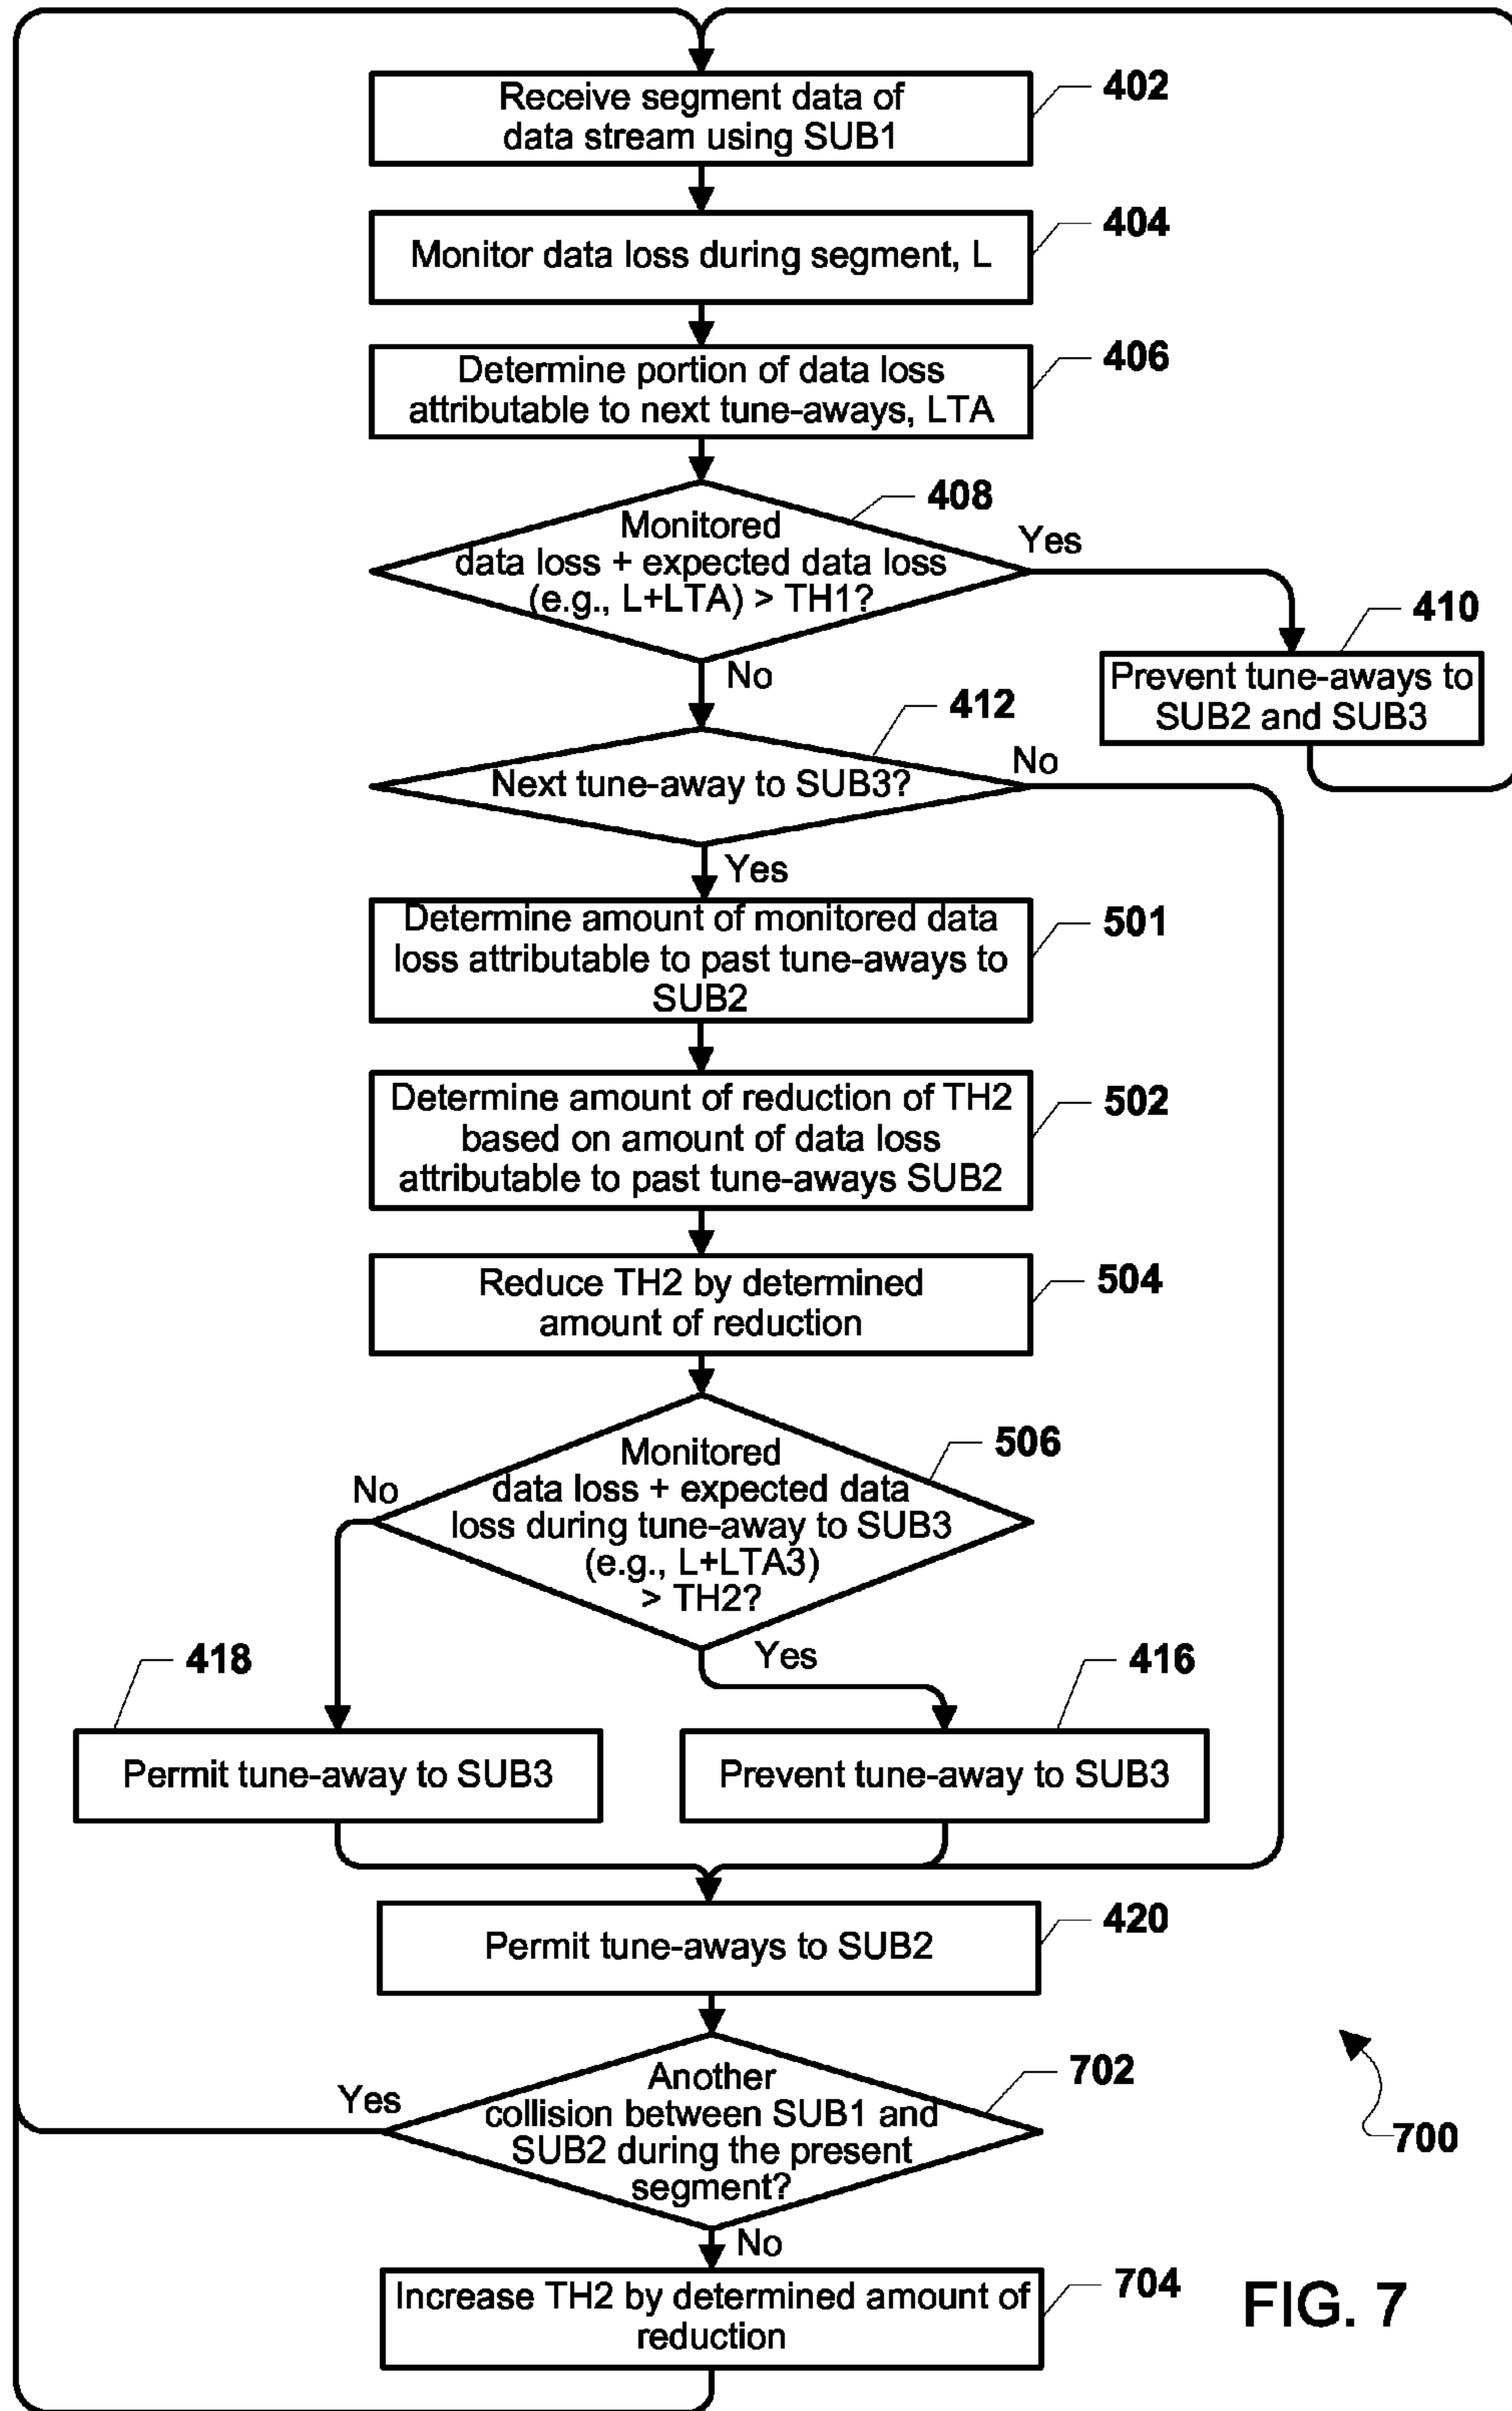 Receive segment data of
data stream using SUB1
402
Monitor data loss during segment, L
404
Determine portion of data loss
attributable to next tune-aways, LTA
406
408
Monitored
data loss + expected data loss
(e.g., L+LTA) > TH1?
Yes
No
410
Prevent tune-aways to
SUB2 and SUB3
412
Next tune-away to SUB3?
No
Yes
Determine amount of monitored data
loss attributable to past tune-aways to
SUB2
501
Determine amount of reduction of TH2
based on amount of data loss
attributable to past tune-aways SUB2
502
Reduce TH2 by determined
amount of reduction
504
506
Monitored
data loss + expected data
loss during tune-away to SUB3
(e.g., L+LTA3)
> TH2?
No
Yes
418
Permit tune-away to SUB3
416
Prevent tune-away to SUB3
Permit tune-aways to SUB2
420
702
Another
collision between SUB1 and
SUB2 during the present
segment?
Yes
No
Increase TH2 by determined amount of
reduction
704
700
FIG. 7